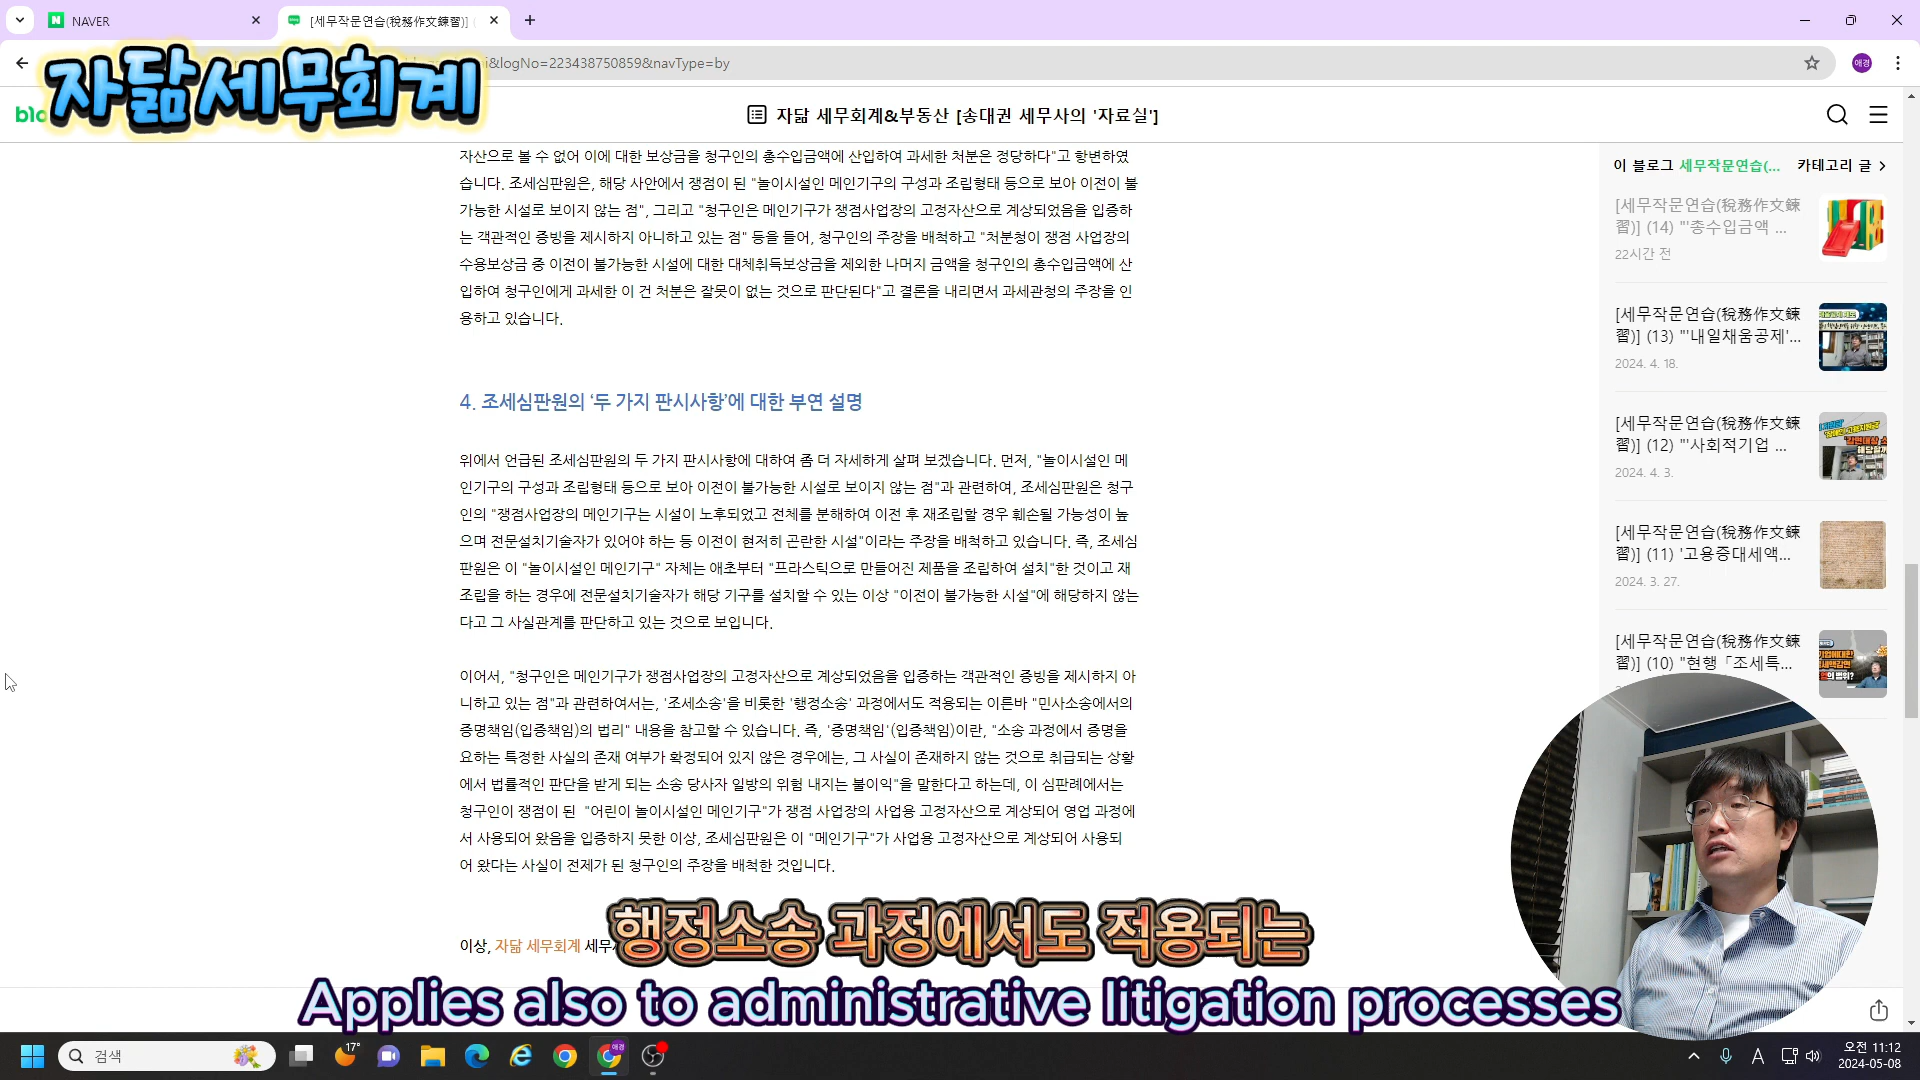 NAVER
[세무작문연습(稅務作文鍊習)]
자닮세무회계
i&logNo=223438750859&navType=by
애경
자닮 세무회계&부동산 [송대권 세무사의 '자료실']
자산으로 볼 수 없어 이에 대한 보상금을 청구인의 총수입금액에 산입하여 과세한 처분은 정당하다"고 항변하였
습니다. 조세심판원은, 해당 사안에서 쟁점이 된 "놀이시설인 메인기구의 구성과 조립형태 등으로 보아 이전이 불
가능한 시설로 보이지 않는 점", 그리고 "청구인은 메인기구가 쟁점사업장의 고정자산으로 계상되었음을 입증하
는 객관적인 증빙을 제시하지 아니하고 있는 점" 등을 들어, 청구인의 주장을 배척하고 "처분청이 쟁점 사업장의
수용보상금 중 이전이 불가능한 시설에 대한 대체취득보상금을 제외한 나머지 금액을 청구인의 총수입금액에 산
입하여 청구인에게 과세한 이 건 처분은 잘못이 없는 것으로 판단된다"고 결론을 내리면서 과세관청의 주장을 인
용하고 있습니다.
4. 조세심판원의 ‘두 가지 판시사항’에 대한 부연 설명
위에서 언급된 조세심판원의 두 가지 판시사항에 대하여 좀 더 자세하게 살펴 보겠습니다. 먼저, "놀이시설인 메
인기구의 구성과 조립형태 등으로 보아 이전이 불가능한 시설로 보이지 않는 점"과 관련하여, 조세심판원은 청구
인의 "쟁점사업장의 메인기구는 시설이 노후되었고 전체를 분해하여 이전 후 재조립할 경우 훼손될 가능성이 높
으며 전문설치기술자가 있어야 하는 등 이전이 현저히 곤란한 시설"이라는 주장을 배척하고 있습니다. 즉, 조세심
판원은 이 "놀이시설인 메인기구" 자체는 애초부터 "프라스틱으로 만들어진 제품을 조립하여 설치"한 것이고 재
조립을 하는 경우에 전문설치기술자가 해당 기구를 설치할 수 있는 이상 "이전이 불가능한 시설"에 해당하지 않는
다고 그 사실관계를 판단하고 있는 것으로 보입니다.
이어서, "청구인은 메인기구가 쟁점사업장의 고정자산으로 계상되었음을 입증하는 객관적인 증빙을 제시하지 아
니하고 있는 점"과 관련하여서는, '조세소송'을 비롯한 '행정소송' 과정에서도 적용되는 이른바 "민사소송에서의
증명책임(입증책임)의 법리" 내용을 참고할 수 있습니다. 즉, '증명책임'(입증책임)이란, "소송 과정에서 증명을
요하는 특정한 사실의 존재 여부가 확정되어 있지 않은 경우에는, 그 사실이 존재하지 않는 것으로 취급되는 상황
에서 법률적인 판단을 받게 되는 소송 당사자 일방의 위험 내지는 불이익"을 말한다고 하는데, 이 심판례에서는
청구인이 쟁점이 된  "어린이 놀이시설인 메인기구"가 쟁점 사업장의 사업용 고정자산으로 계상되어 영업 과정에
서 사용되어 왔음을 입증하지 못한 이상, 조세심판원은 이 "메인기구"가 사업용 고정자산으로 계상되어 사용되
어 왔다는 사실이 전제가 된 청구인의 주장을 배척한 것입니다.
이상, 자닮 세무회계 세무
이 블로그 세무작문연습(... 카테고리 글
[세무작문연습(稅務作文鍊
習)] (14) "'총수입금액 ...
22시간 전
[세무작문연습(稅務作文鍊
習)] (13) "'내일채움공제'...
2024. 4. 18.
[세무작문연습(稅務作文鍊
習)] (12) "'사회적기업 ...
2024. 4. 3.
[세무작문연습(稅務作文鍊
習)] (11) '고용증대세액...
2024. 3. 27.
[세무작문연습(稅務作文鍊
習)] (10) "현행 「조세특...
행정소송 과정에서도 적용되는
Applies also to administrative litigation processes
검색
17°
A
오전 11:12
2024-05-08